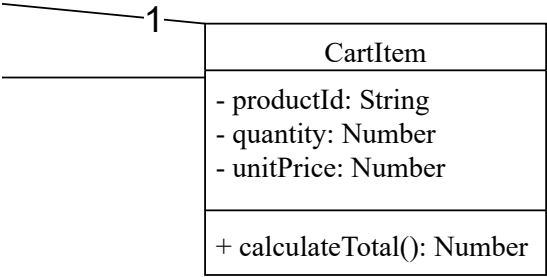 1
CartItem
- productId: String
- quantity: Number
- unitPrice: Number
+ calculateTotal(): Number